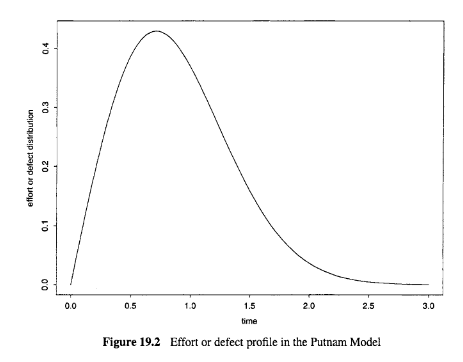 0.4
0.3
0.2
0.1
0.0
effort or defect distribution
0.0 0.5 1.0 1.5 2.0 2.5 3.0
time
Figure 19.2 Effort or defect profile in the Putnam Model